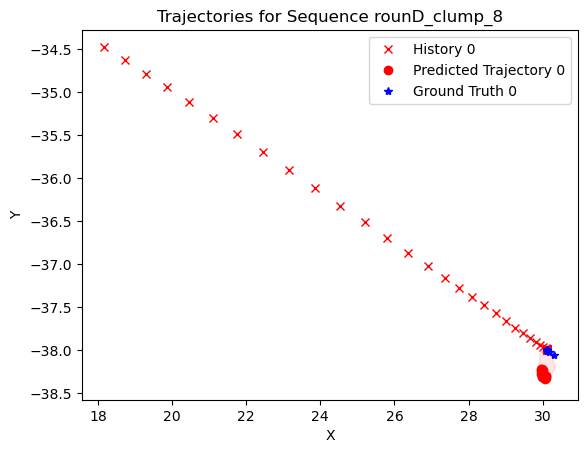 Trajectories for Sequence rounD_clump_8
History 0
Predicted Trajectory 0
Ground Truth 0
Y
−34.5
−35.0
−35.5
−36.0
−36.5
−37.0
−37.5
−38.0
−38.5
18 20 22 24 26 28 30
X